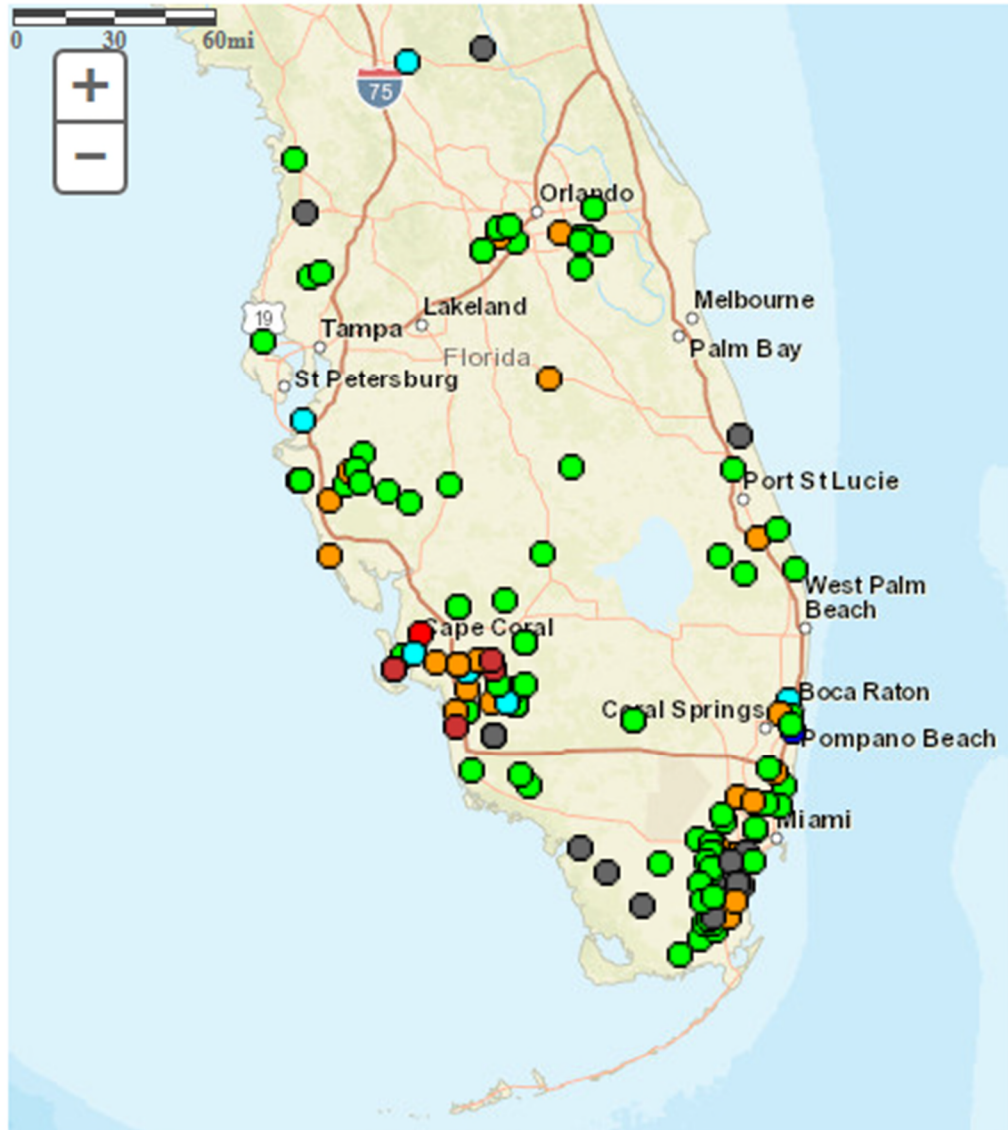 0 30 60mi
+
75
−
Orlando
Melbourne
Lakeland
19
Tampa
Palm Bay
Florida
St Petersburg
Port St Lucie
West Palm
Beach
Cape Coral
Boca Raton
Coral Springs
Pompano Beach
Miami